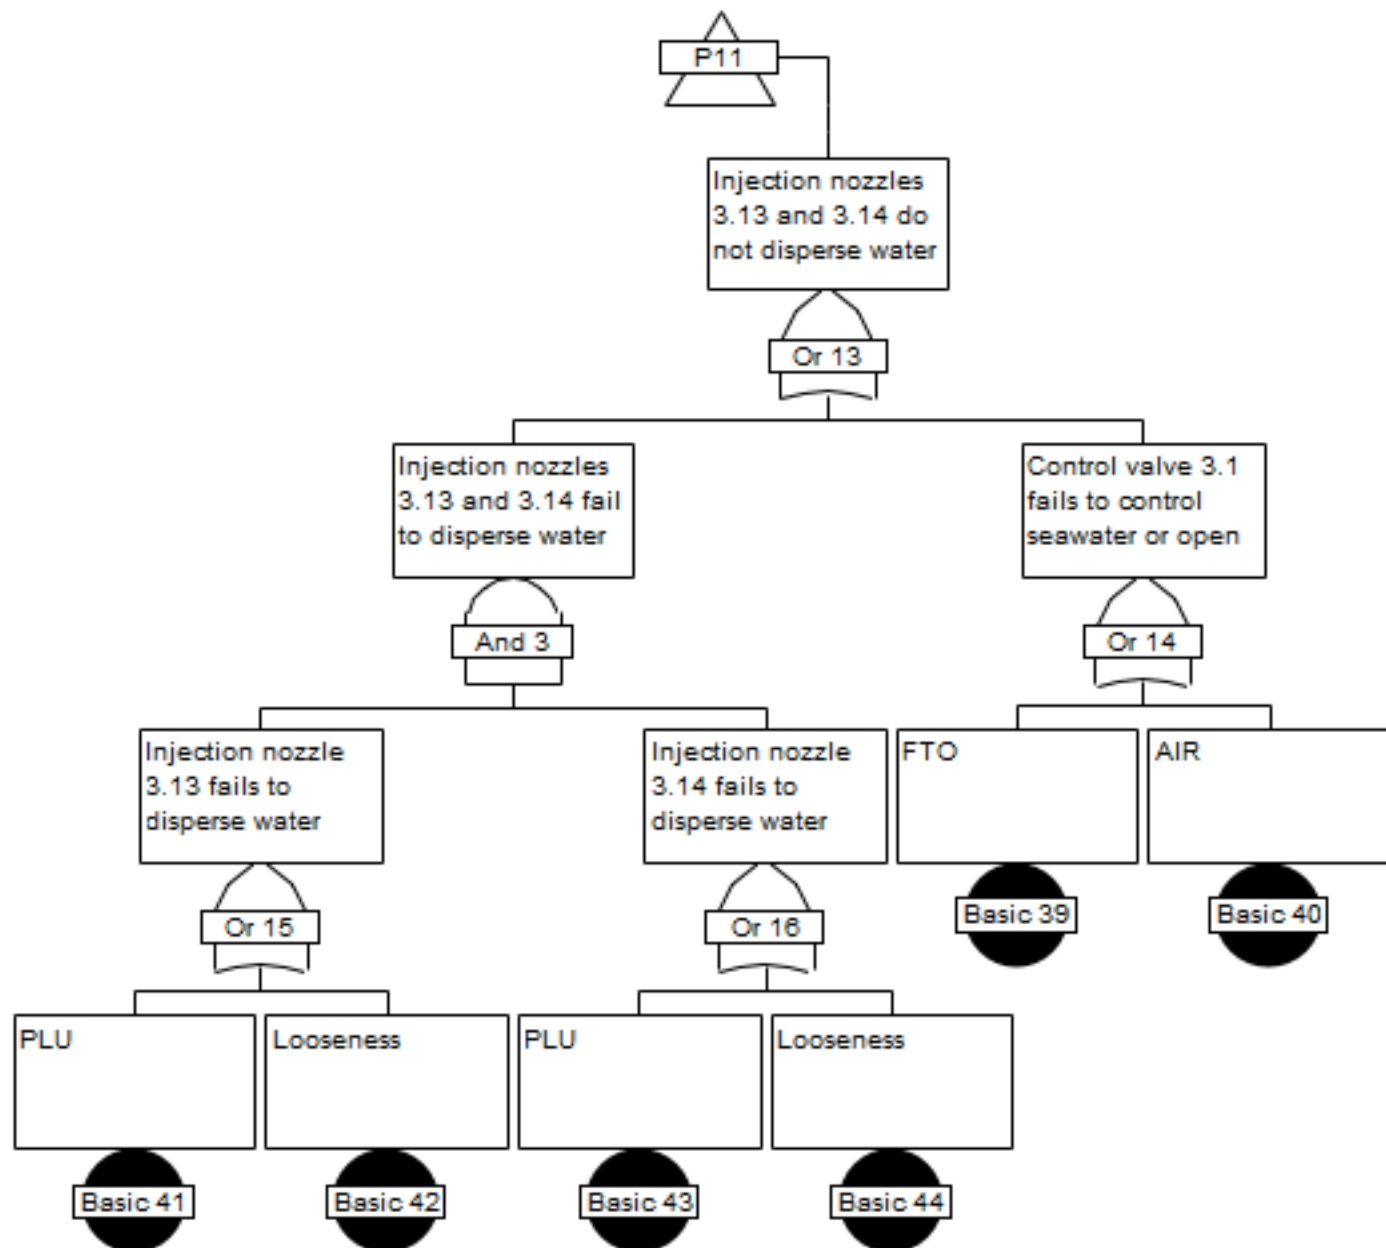 P11
Injection nozzles
3.13 and 3.14 do
not disperse water
Or 13
Injection nozzles
3.13 and 3.14 fail
to disperse water
Control valve 3.1
fails to control
seawater or open
And 3
Or 14
Injection nozzle
3.13 fails to
disperse water
Injection nozzle
3.14 fails to
disperse water
FTO
AIR
Or 15
Or 16
Basic 39
Basic 40
PLU
Looseness
PLU
Looseness
Basic 41
Basic 42
Basic 43
Basic 44